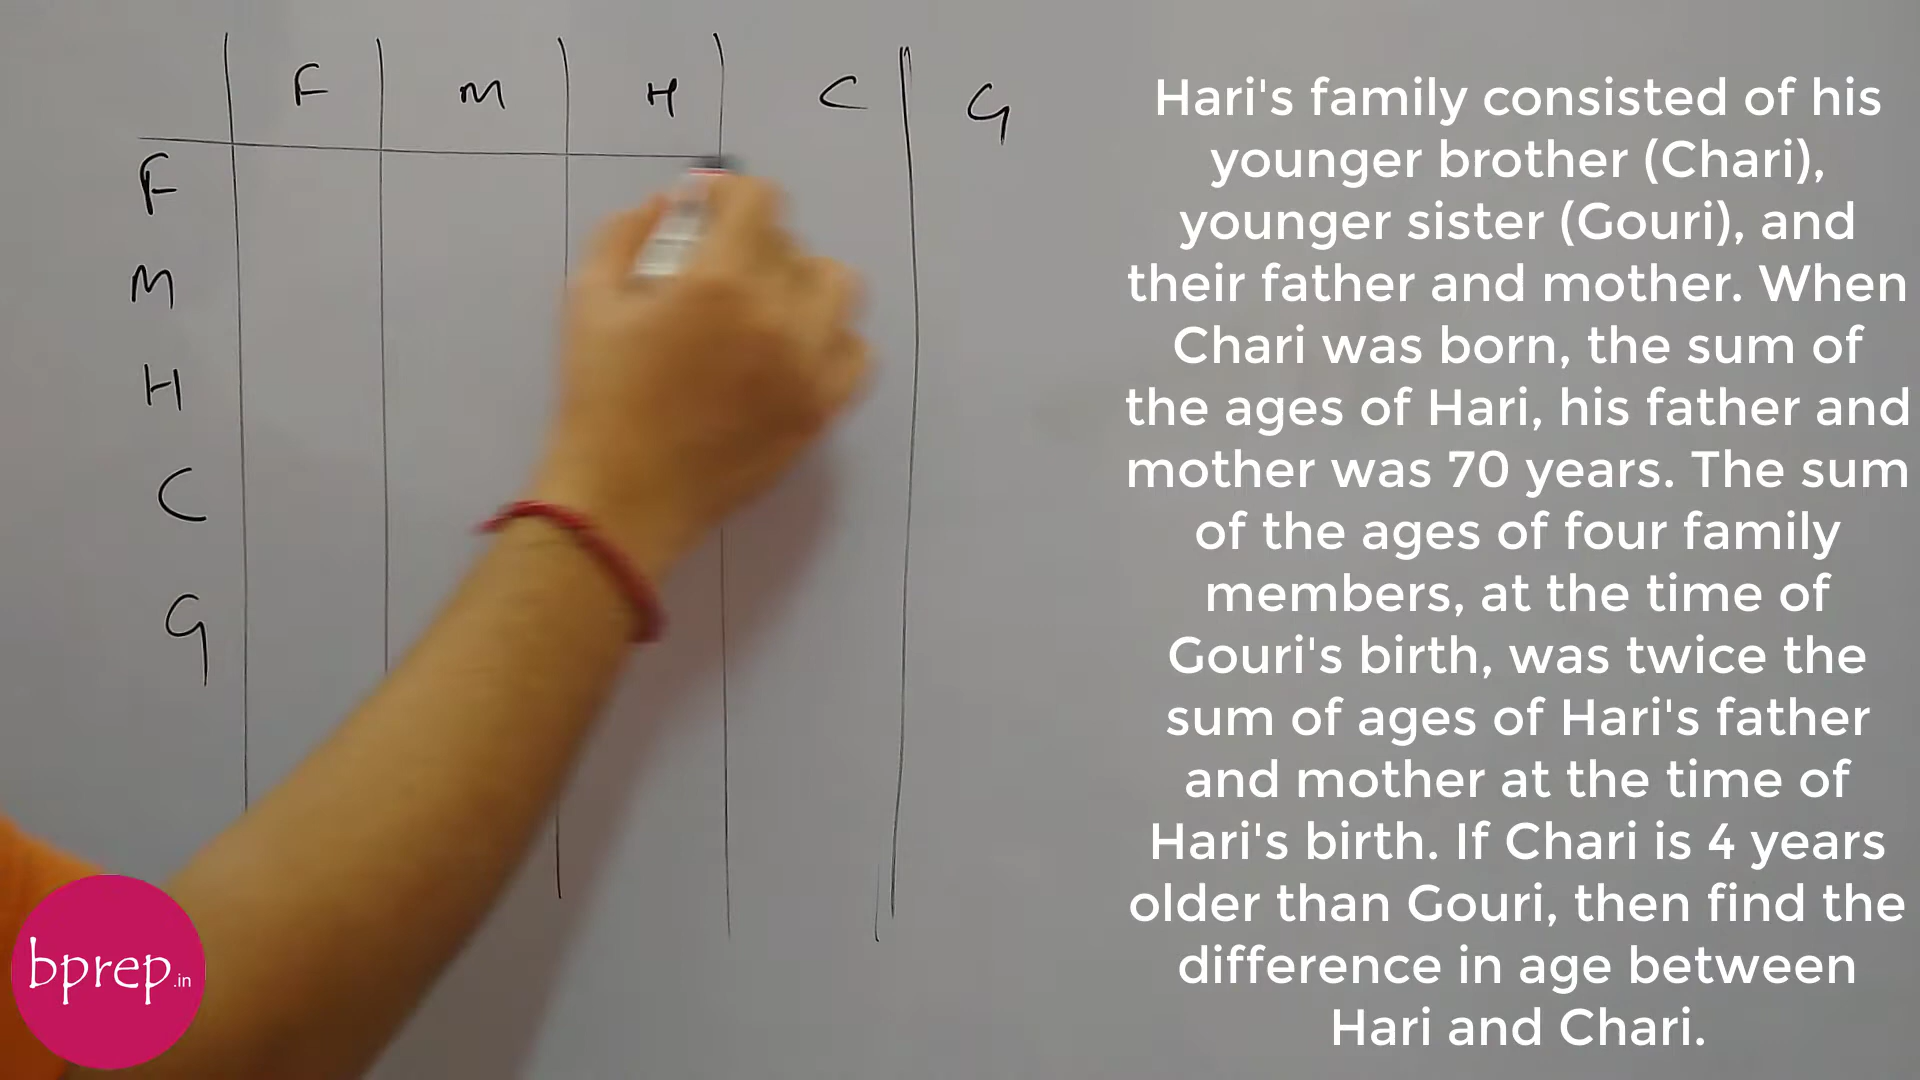 F M H C G
F
M
H
C
G
Hari's family consisted of his
younger brother (Chari),
younger sister (Gouri), and
their father and mother. When
Chari was born, the sum of
the ages of Hari, his father and
mother was 70 years. The sum
of the ages of four family
members, at the time of
Gouri's birth, was twice the
sum of ages of Hari's father
and mother at the time of
Hari's birth. If Chari is 4 years
older than Gouri, then find the
difference in age between
Hari and Chari.
bprep.in